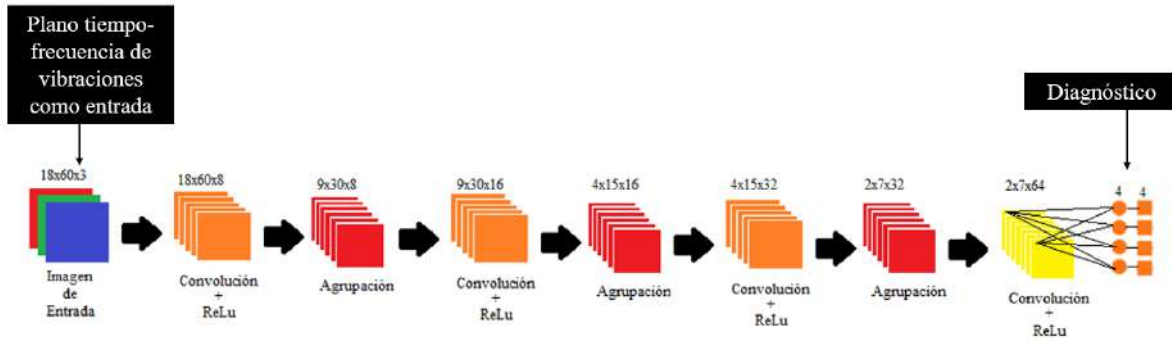 Plano tiempo-
frecuencia de
vibraciones
como entrada
Diagnóstico
18x60x3
18x60x8
9x30x8
9x30x16
4x15x16
4x15x32
2x7x32
2x7x64
4
4
Imagen
de
Entrada
Convolución
+
ReLu
Agrupación
Convolución
+
ReLu
Agrupación
Convolución
+
ReLu
Agrupación
Convolución
+
ReLu